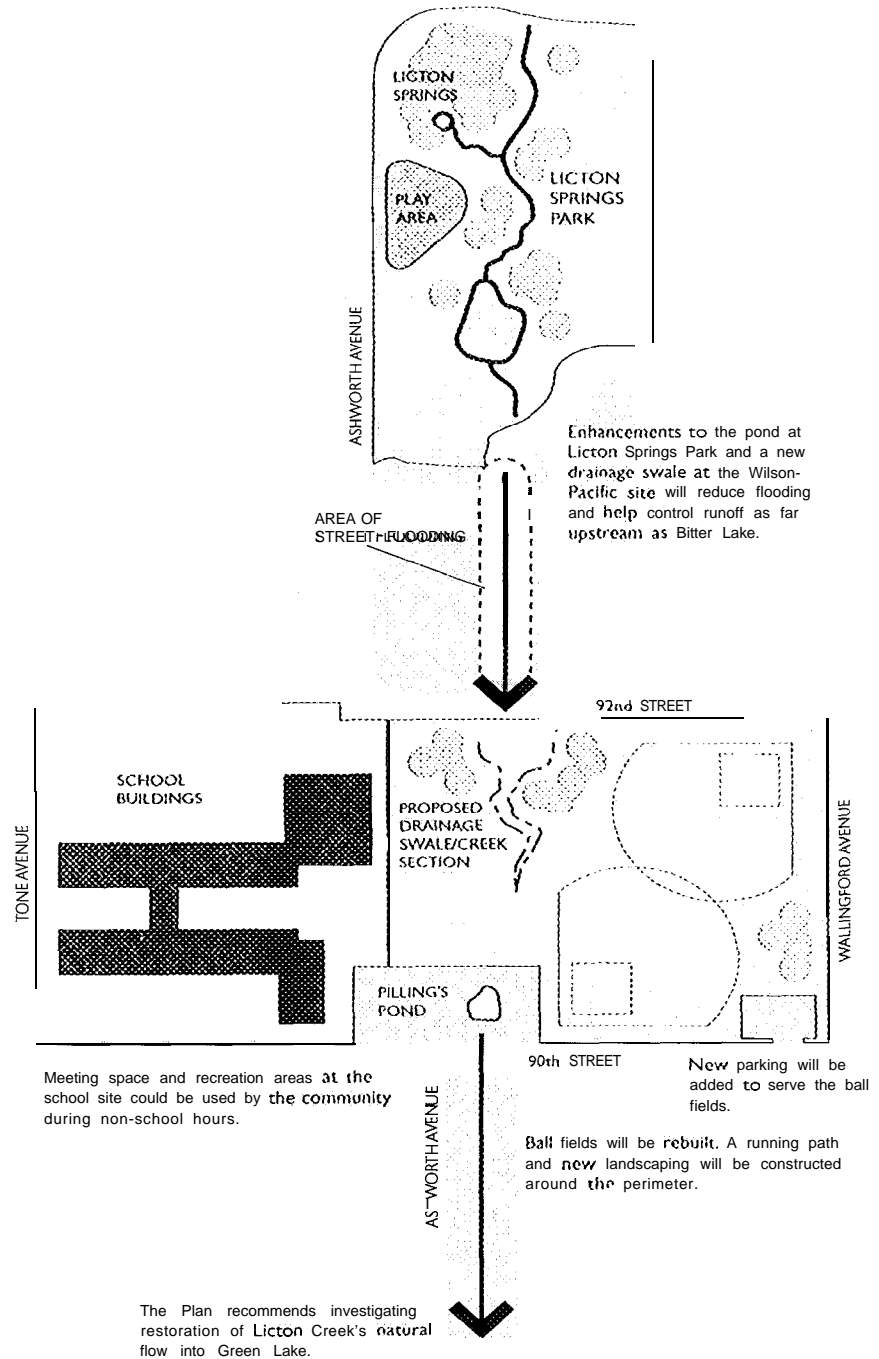 LICTON
SPRINGS
PLAY
AREA
LICTON
SPRINGS
PARK
ASHWORTH AVENUE
Enhancements to the pond at
Licton Springs Park and a new
drainage swale at the Wilson-
Pacific site will reduce flooding
and help control runoff as far
upstream as Bitter Lake.
AREA OF
STREET FLOODING
92nd STREET
SCHOOL
BUILDINGS
PROPOSED
DRAINAGE
SWALE/CREEK
SECTION
TONE AVENUE
WALLINGFORD AVENUE
PILLING'S
POND
90th STREET
New parking will be
added to serve the ball
fields.
Meeting space and recreation areas at the
school site could be used by the community
during non-school hours.
AS WORTH AVENUE
Ball fields will be rebuilt. A running path
and new landscaping will be constructed
around the perimeter.
The Plan recommends investigating
restoration of Licton Creek's natural
flow into Green Lake.